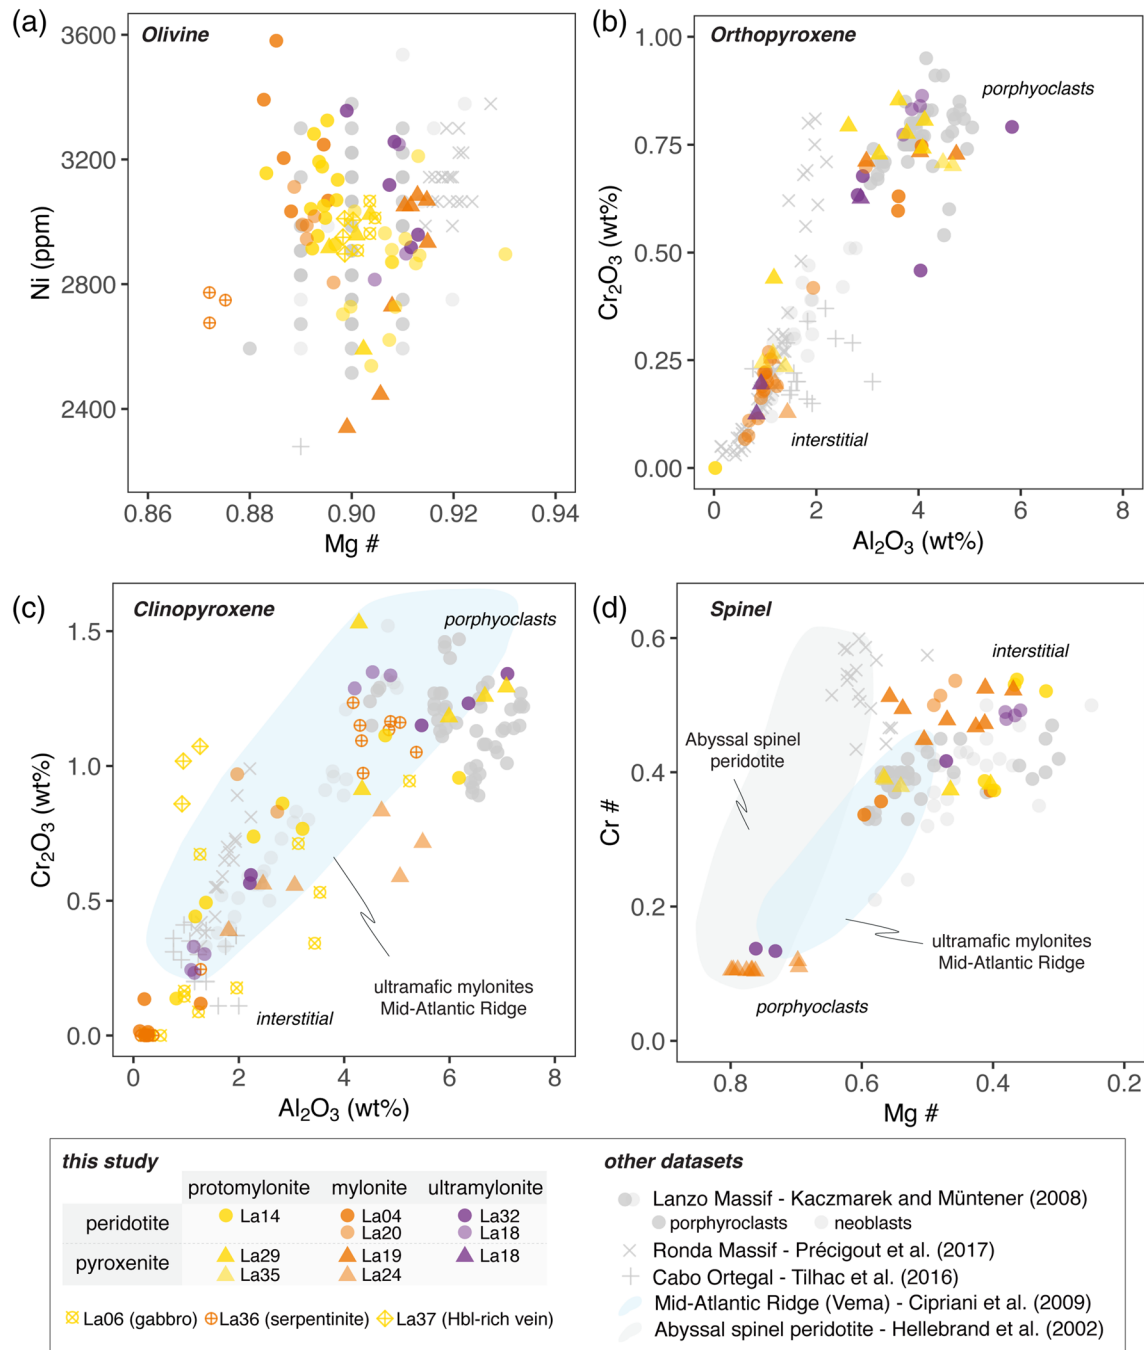 (a)
Olivine
3600
3200
2800
2400
Ni (ppm)
0.86
0.88
0.90
0.92
0.94
Mg #
(b)
Orthopyroxene
porphyoclasts
interstitial
1.00
0.75
0.50
0.25
0.00
Cr2O3 (wt%)
0
2
4
6
8
Al2O3 (wt%)
(c)
Clinopyroxene
porphyoclasts
ultramafic mylonites
Mid-Atlantic Ridge
interstitial
1.5
1.0
0.5
0.0
Cr2O3 (wt%)
0
2
4
6
8
Al2O3 (wt%)
(d)
Spinel
interstitial
Abyssal spinel
peridotite
ultramafic mylonites
Mid-Atlantic Ridge
porphyoclasts
0.6
0.4
0.2
0.0
Cr #
0.8
0.6
0.4
0.2
Mg #
this study
protomylonite mylonite ultramylonite
peridotite
La14 La04 La32
La20 La18
pyroxenite
La29 La19 La18
La35 La24
La06 (gabbro) La36 (serpentinite) La37 (Hbl-rich vein)
other datasets
Lanzo Massif - Kaczmarek and Müntener (2008)
porphyroclasts neoblasts
Ronda Massif - Précigout et al. (2017)
Cabo Ortegal - Tilhac et al. (2016)
Mid-Atlantic Ridge (Vema) - Cipriani et al. (2009)
Abyssal spinel peridotite - Hellebrand et al. (2002)